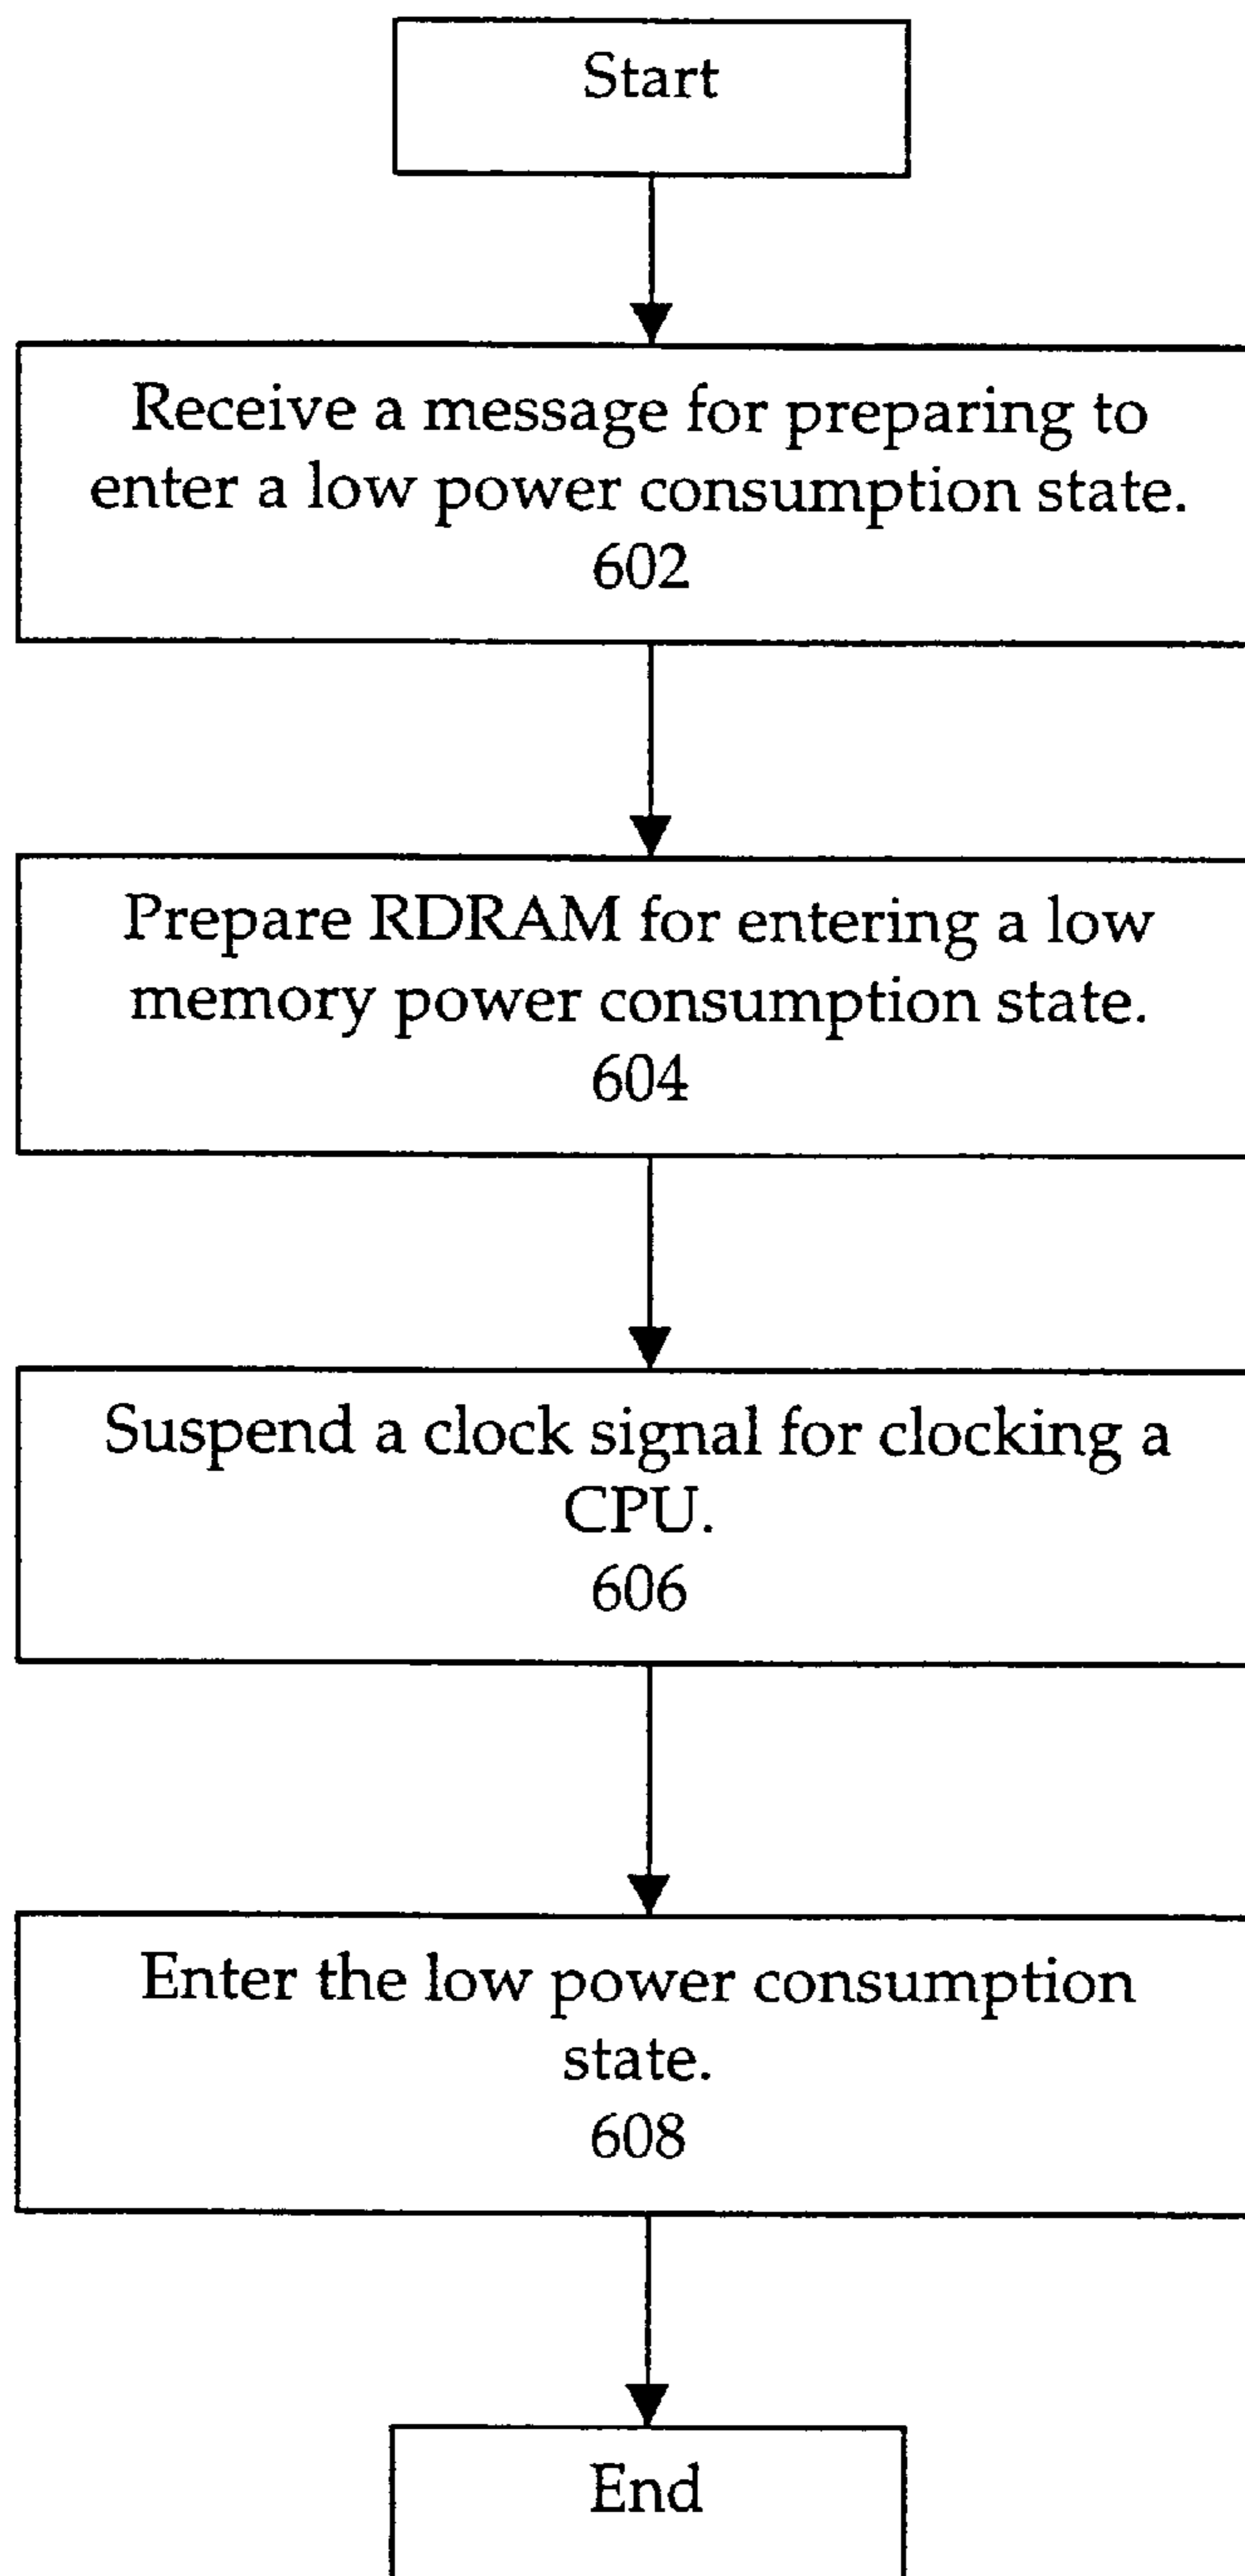 Start
Receive a message for preparing to
enter a low power consumption state.
602
Prepare RDRAM for entering a low
memory power consumption state.
604
Suspend a clock signal for clocking a
CPU.
606
Enter the low power consumption
state.
608
End